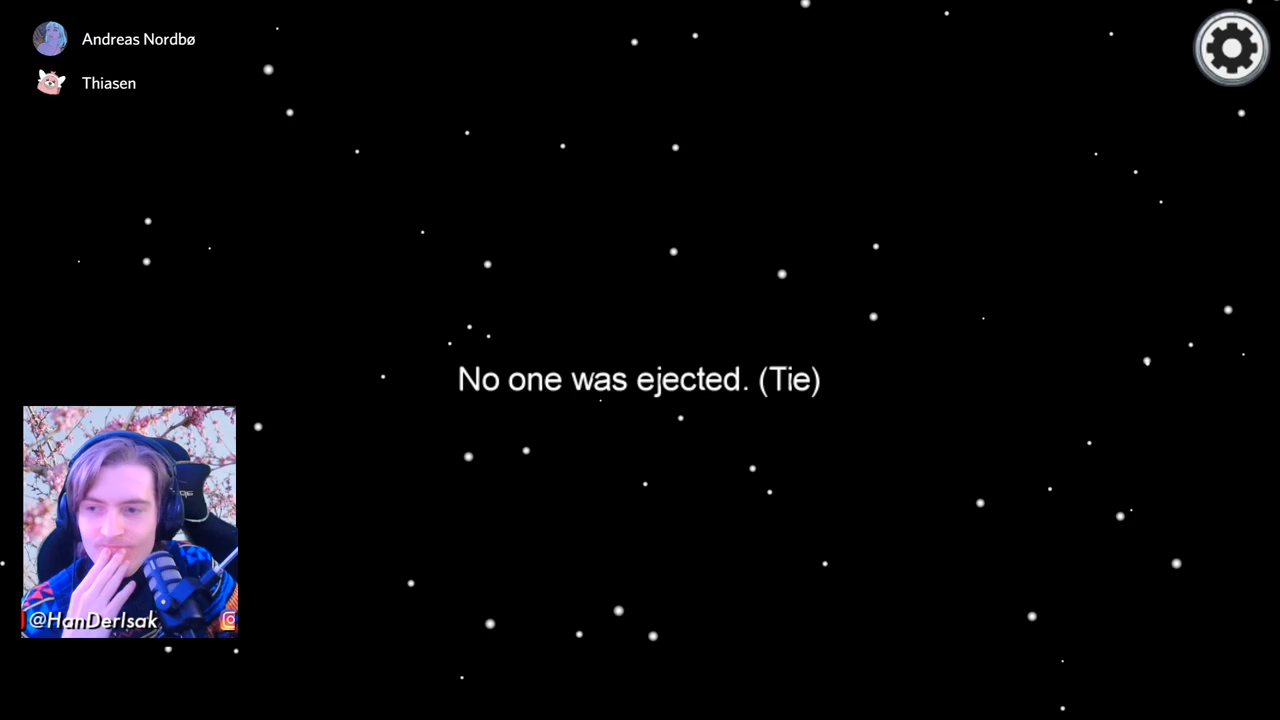 Andreas Nordbø
Thiasen
No one was ejected. (Tie)
@HanDerIsak